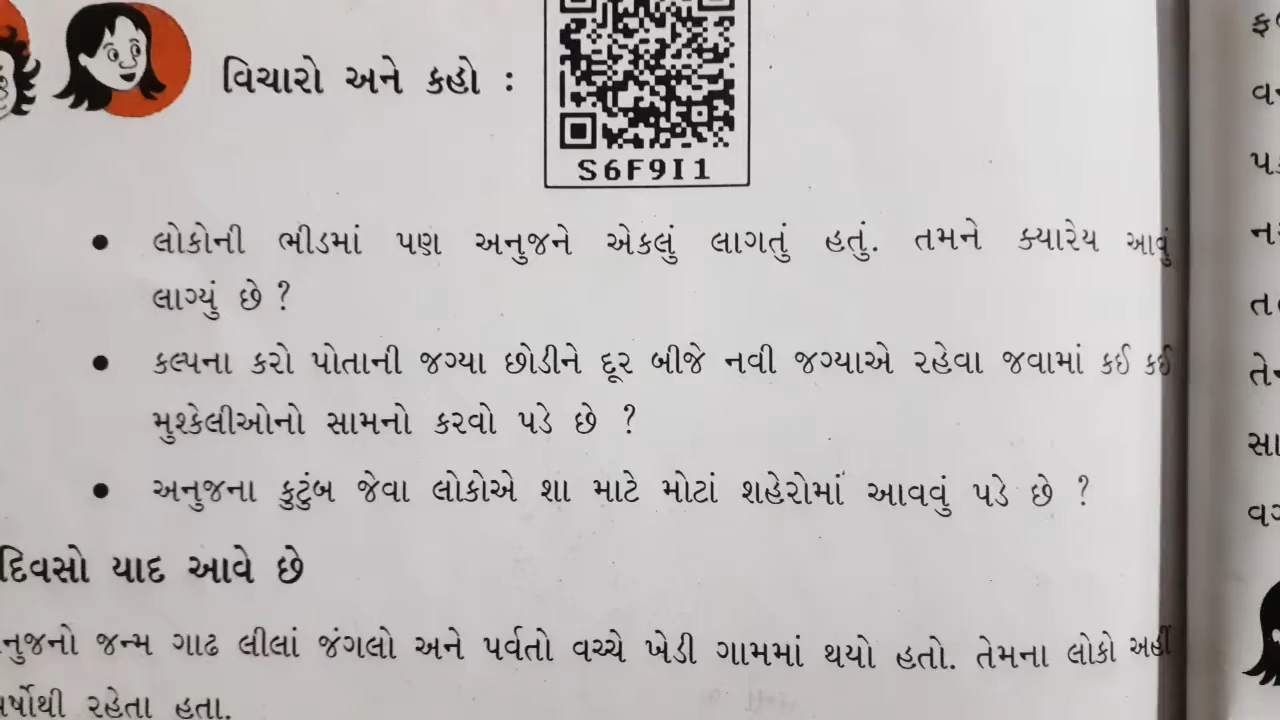 વિચારો અને કહો :
S6F9I1
લોકોની ભીડમાં પણ અનુજને એકલું લાગતું હતું. તમને ક્યારેય આવું
લાગ્યું છે ?
કલ્પના કરો પોતાની જગ્યા છોડીને દૂર બીજે નવી જગ્યાએ રહેવા જવામાં કઈ કઈ
મુશ્કેલીઓનો સામનો કરવો પડે છે ?
અનુજના કુટુંબ જેવા લોકોએ શા માટે મોટાં શહેરોમાં આવવું પડે છે ?
દિવસો યાદ આવે છે
જન્મ ગાઢ લીલાં જંગલો અને પર્વતો વચ્ચે ખેડી ગામમાં થયો હતો. તેમના લોકો અહીં
રહેતા હતા.